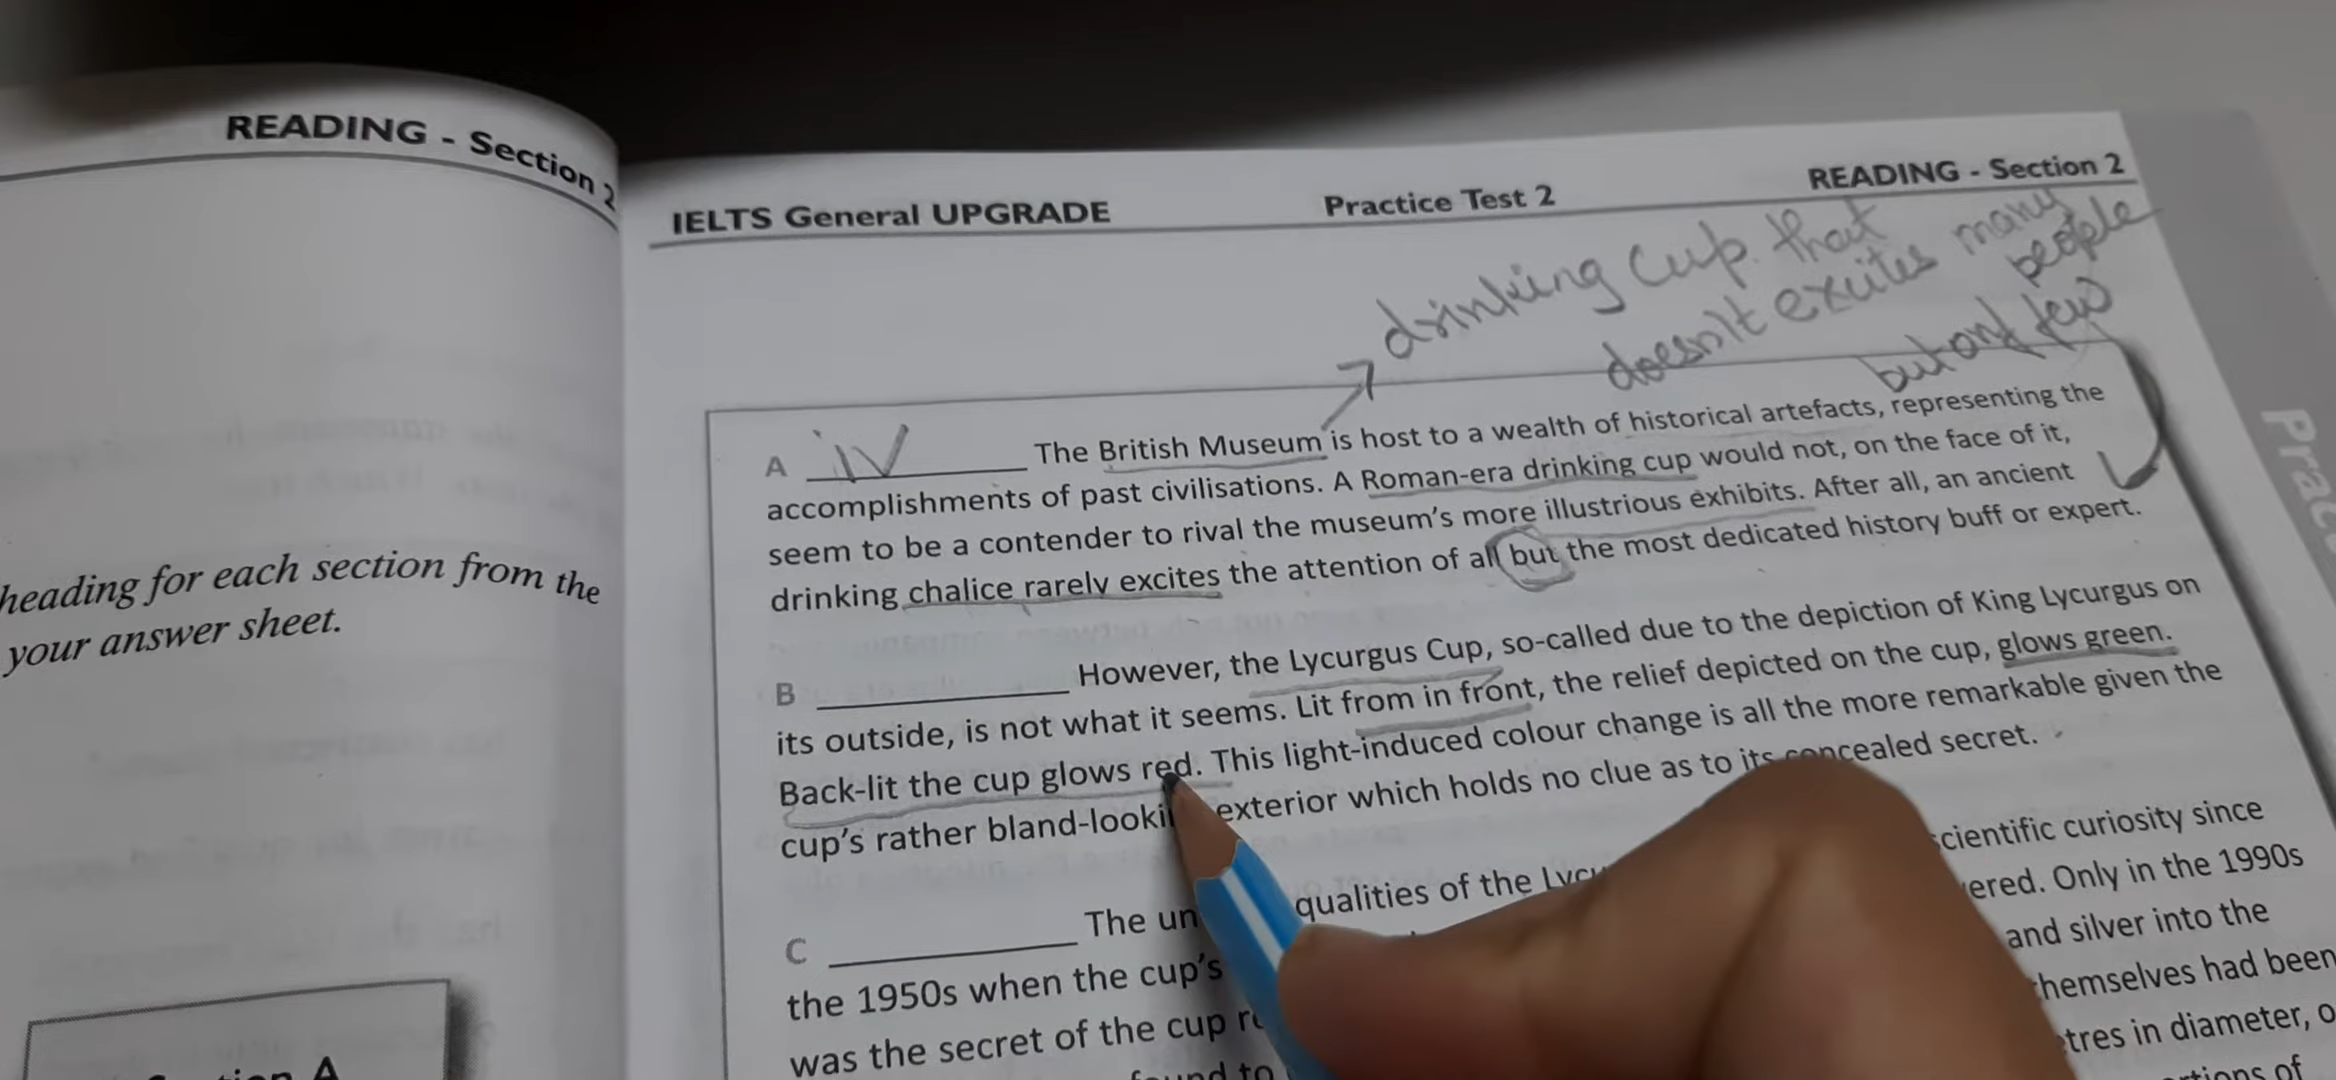 READING - Section 2
heading for each section from the
your answer sheet.
IELTS General UPGRADE
Practice Test 2
READING - Section 2
drinking cup that
doesn't excites many
people
but few
A iv The British Museum is host to a wealth of historical artefacts, representing the
accomplishments of past civilisations. A Roman-era drinking cup would not, on the face of it,
seem to be a contender to rival the museum's more illustrious exhibits. After all, an ancient
drinking chalice rarely excites the attention of all but the most dedicated history buff or expert.
B However, the Lycurgus Cup, so-called due to the depiction of King Lycurgus on
its outside, is not what it seems. Lit from in front, the relief depicted on the cup, glows green.
Back-lit the cup glows red. This light-induced colour change is all the more remarkable given the
cup's rather bland-looki exterior which holds no clue as to its concealed secret.
C The un qualities of the Lycu scientific curiosity since
the 1950s when the cup's ered. Only in the 1990s
was the secret of the cup re and silver into the
found to themselves had been
tres in diameter, o
rtions of